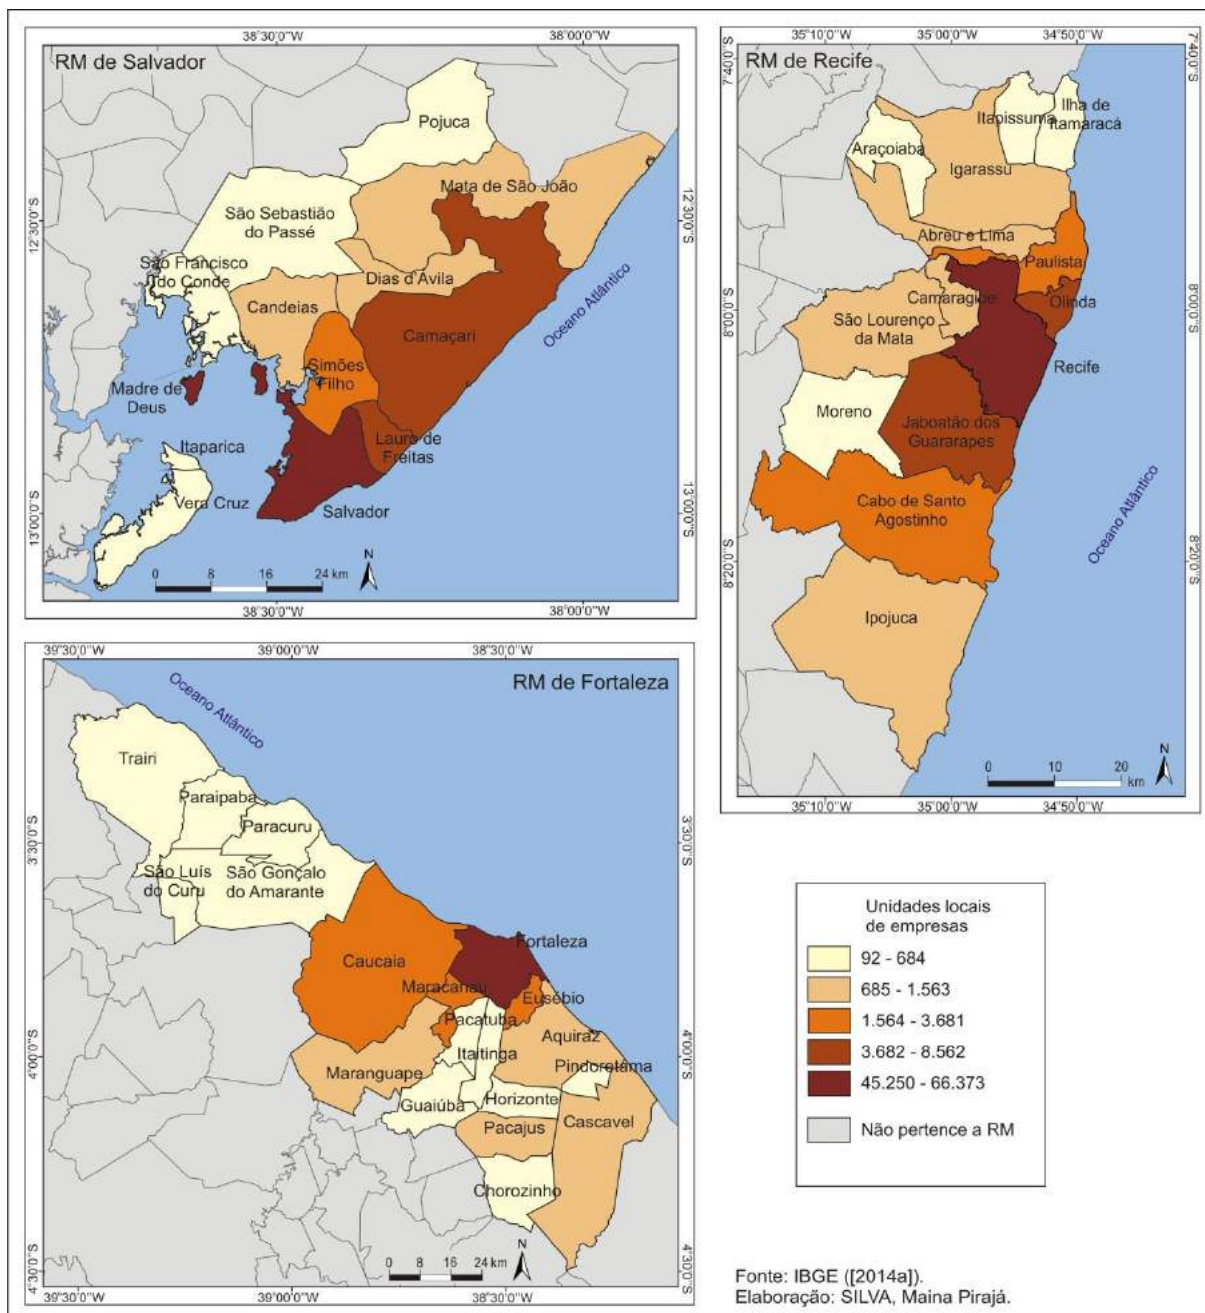 38°30'0"W
38°00'0"W
RM de Salvador
Pojuca
Mata de São João
São Sebastião
do Passé
12°30'0"S
12°30'0"S
São Francisco
do Conde
Dias d'Ávila
Candeias
Camaçari
Oceano Atlântico
Simões
Filho
Madre de
Deus
Lauro de
Freitas
Itaparica
Vera Cruz
Salvador
13°00'0"S
13°00'0"S
N
0 8 16 24 km
38°30'0"W
38°00'0"W
35°10'0"W
35°00'0"W
34°50'0"W
7°40'0"S
7°40'0"S
RM de Recife
Itapissuma
Ilha de
Itamaracá
Araçoiaba
Igarassu
Abreu e Lima
Paulista
Camaragibe
Olinda
8°00'0"S
8°00'0"S
São Lourenço
da Mata
Recife
Moreno
Jaboatão dos
Guararapes
Cabo de Santo
Agostinho
Oceano Atlântico
8°20'0"S
8°20'0"S
Ipojuca
N
0 10 20
km
35°10'0"W
35°00'0"W
34°50'0"W
39°30'0"W
39°00'0"W
38°30'0"W
Oceano Atlântico
RM de Fortaleza
Trairi
Paraipaba
Paracuru
3°30'0"S
3°30'0"S
São Luís
do Curu
São Gonçalo
do Amarante
Fortaleza
Caucaia
Maracanaú
Eusébio
Pacatuba
Aquiraz
Itaitinga
Pindoretama
4°00'0"S
4°00'0"S
Maranguape
Guaiúba
Horizonte
Cascavel
Pacajus
Chorozinho
N
0 8 16 24 km
4°30'0"S
4°30'0"S
39°30'0"W
39°00'0"W
38°30'0"W
Unidades locais
de empresas
92 - 684
685 - 1.563
1.564 - 3.681
3.682 - 8.562
45.250 - 66.373
Não pertence a RM
Fonte: IBGE ([2014a]).
Elaboração: SILVA, Maina Pirajá.